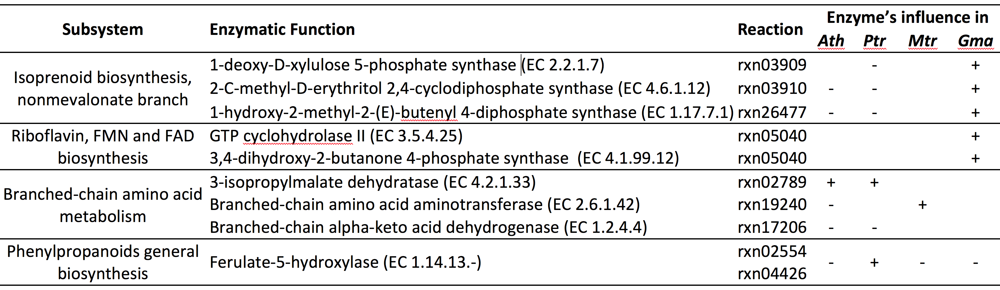 Subsystem Enzymatic Function Reaction Enzyme's influence in
Ath Ptr Mtr Gma
Isoprenoid biosynthesis,
nonmevalonate branch
1-deoxy-D-xylulose 5-phosphate synthase (EC 2.2.1.7) rxn03909 - +
2-C-methyl-D-erythritol 2,4-cyclodiphosphate synthase (EC 4.6.1.12) rxn03910 - - +
1-hydroxy-2-methyl-2-(E)-butenyl 4-diphosphate synthase (EC 1.17.7.1) rxn26477 - - +
Riboflavin, FMN and FAD
biosynthesis
GTP cyclohydrolase II (EC 3.5.4.25) rxn05040 +
3,4-dihydroxy-2-butanone 4-phosphate synthase (EC 4.1.99.12) rxn05040 +
Branched-chain amino acid
metabolism
3-isopropylmalate dehydratase (EC 4.2.1.33) rxn02789 + +
Branched-chain amino acid aminotransferase (EC 2.6.1.42) rxn19240 - +
Branched-chain alpha-keto acid dehydrogenase (EC 1.2.4.4) rxn17206 - -
Phenylpropanoids general
biosynthesis
Ferulate-5-hydroxylase (EC 1.14.13.-)
rxn02554
rxn04426
- + - -